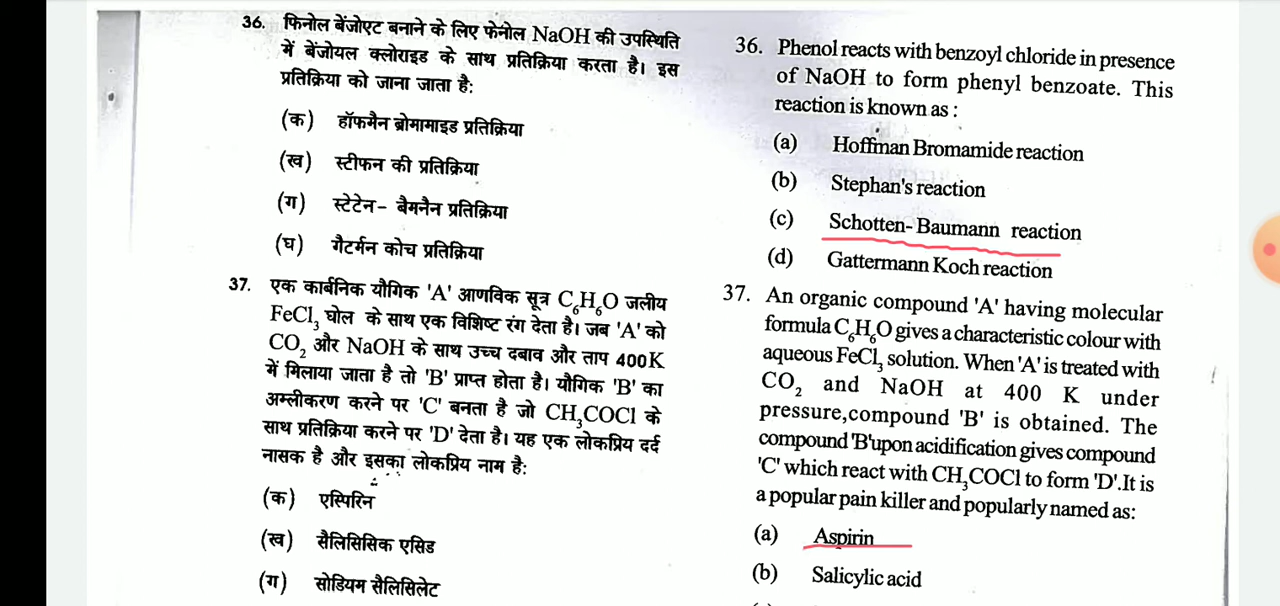 36. फिनोल बेंजोएट बनाने के लिए फेनोल NaOH की उपस्थिति
में बेंजोयल क्लोराइड के साथ प्रतिक्रिया करता है। इस
प्रतिक्रिया को जाना जाता है:
(क) हॉफमैन ब्रोमामाइड प्रतिक्रिया
(ख) स्टीफन की प्रतिक्रिया
(ग) स्टेटेन- बैमनैन प्रतिक्रिया
(घ) गैटर्मन कोच प्रतिक्रिया
37. एक कार्बनिक यौगिक 'A' आणविक सूत्र C₆H₆O जलीय
FeCl₃ घोल के साथ एक विशिष्ट रंग देता है। जब 'A' को
CO₂ और NaOH के साथ उच्च दबाव और ताप 400K
में मिलाया जाता है तो 'B' प्राप्त होता है। यौगिक 'B' का
अम्लीकरण करने पर 'C' बनता है जो CH₃COCl के
साथ प्रतिक्रिया करने पर 'D' देता है। यह एक लोकप्रिय दर्द
नासक है और इसका लोकप्रिय नाम है:
(क) एस्पिरिन
(ख) सैलिसिसिक एसिड
(ग) सोडियम सैलिसिलेट
36. Phenol reacts with benzoyl chloride in presence
of NaOH to form phenyl benzoate. This
reaction is known as :
(a) Hoffman Bromamide reaction
(b) Stephan's reaction
(c) Schotten-Baumann reaction
(d) Gattermann Koch reaction
37. An organic compound 'A' having molecular
formula C₆H₆O gives a characteristic colour with
aqueous FeCl₃ solution. When 'A' is treated with
CO₂ and NaOH at 400 K under
pressure,compound 'B' is obtained. The
compound 'B'upon acidification gives compound
'C' which react with CH₃COCl to form 'D'.It is
a popular pain killer and popularly named as:
(a) Aspirin
(b) Salicylic acid